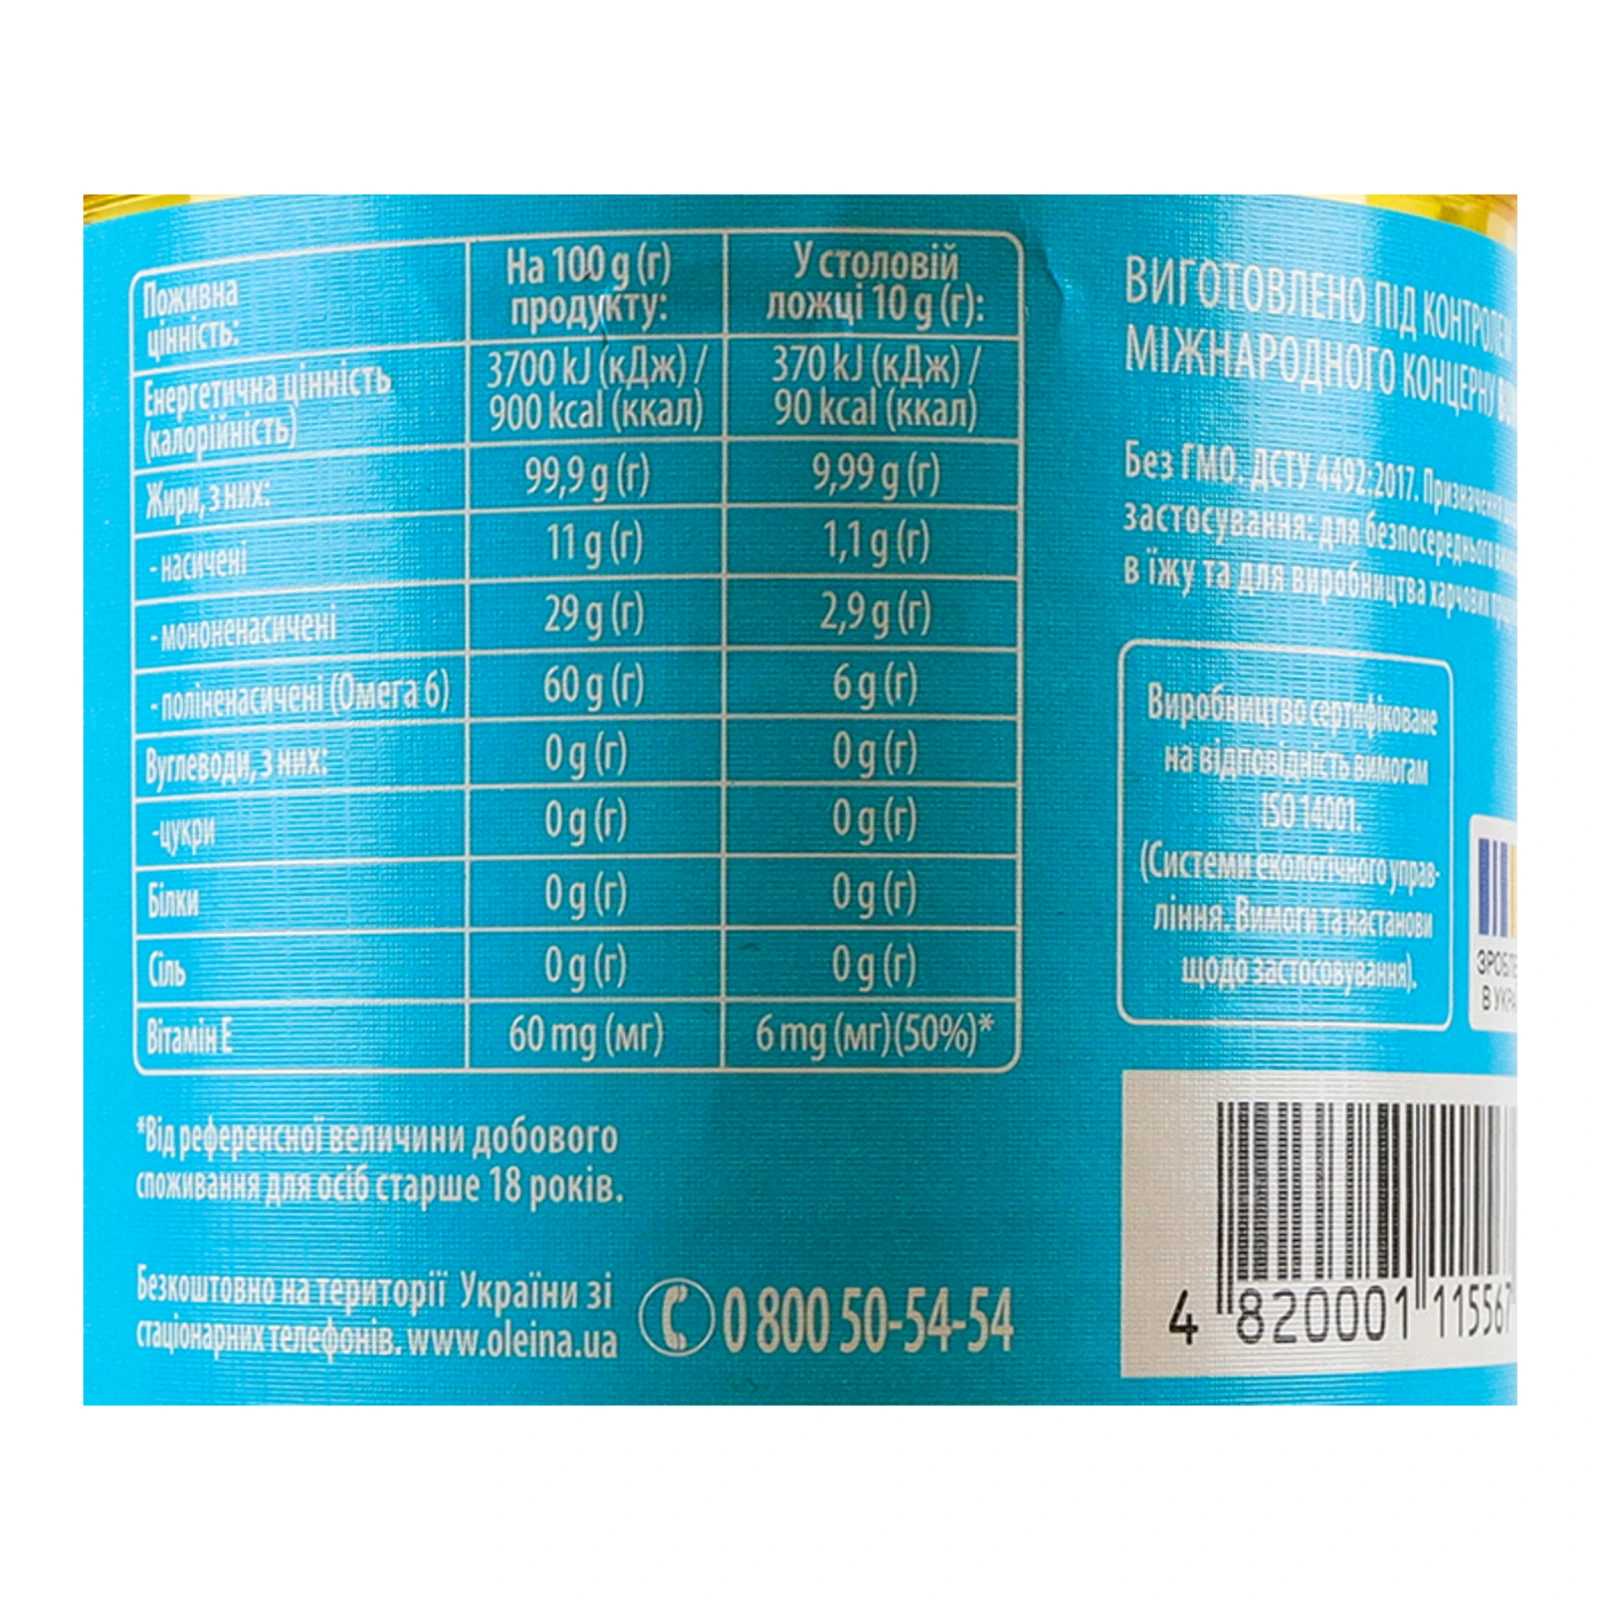 Поживна цінність: На 100 g (г) продукту: У столовій ложці 10 g (г):
Енергетична цінність (калорійність) 3700 kJ (кДж) / 900 kcal (ккал) 370 kJ (кДж) / 90 kcal (ккал)
Жири, з них: 99,9 g (г) 9,99 g (г)
- насичені 11 g (г) 1,1 g (г)
- мононенасичені 29 g (г) 2,9 g (г)
- поліненасичені (Омега 6) 60 g (г) 6 g (г)
Вуглеводи, з них: 0 g (г) 0 g (г)
-цукри 0 g (г) 0 g (г)
Білки 0 g (г) 0 g (г)
Сіль 0 g (г) 0 g (г)
Вітамін Е 60 mg (мг) 6 mg (мг)(50%)*
*Від референсної величини добового
споживання для осіб старше 18 років.
Безкоштовно на території України зі
стаціонарних телефонів. www.oleina.ua
0 800 50-54-54
ВИГОТОВЛЕНО ПІД КОНТРОЛЕМ
МІЖНАРОДНОГО КОНЦЕРНУ
Без ГМО. ДСТУ 4492:2017. Призначення
застосування: для безпосереднього
в їжу та для виробництва харчових
Виробництво сертифіковане
на відповідність вимогам
ISO 14001.
(Системи екологічного управ-
ління. Вимоги та настанови
щодо застосовування).
В
4 820001 115567